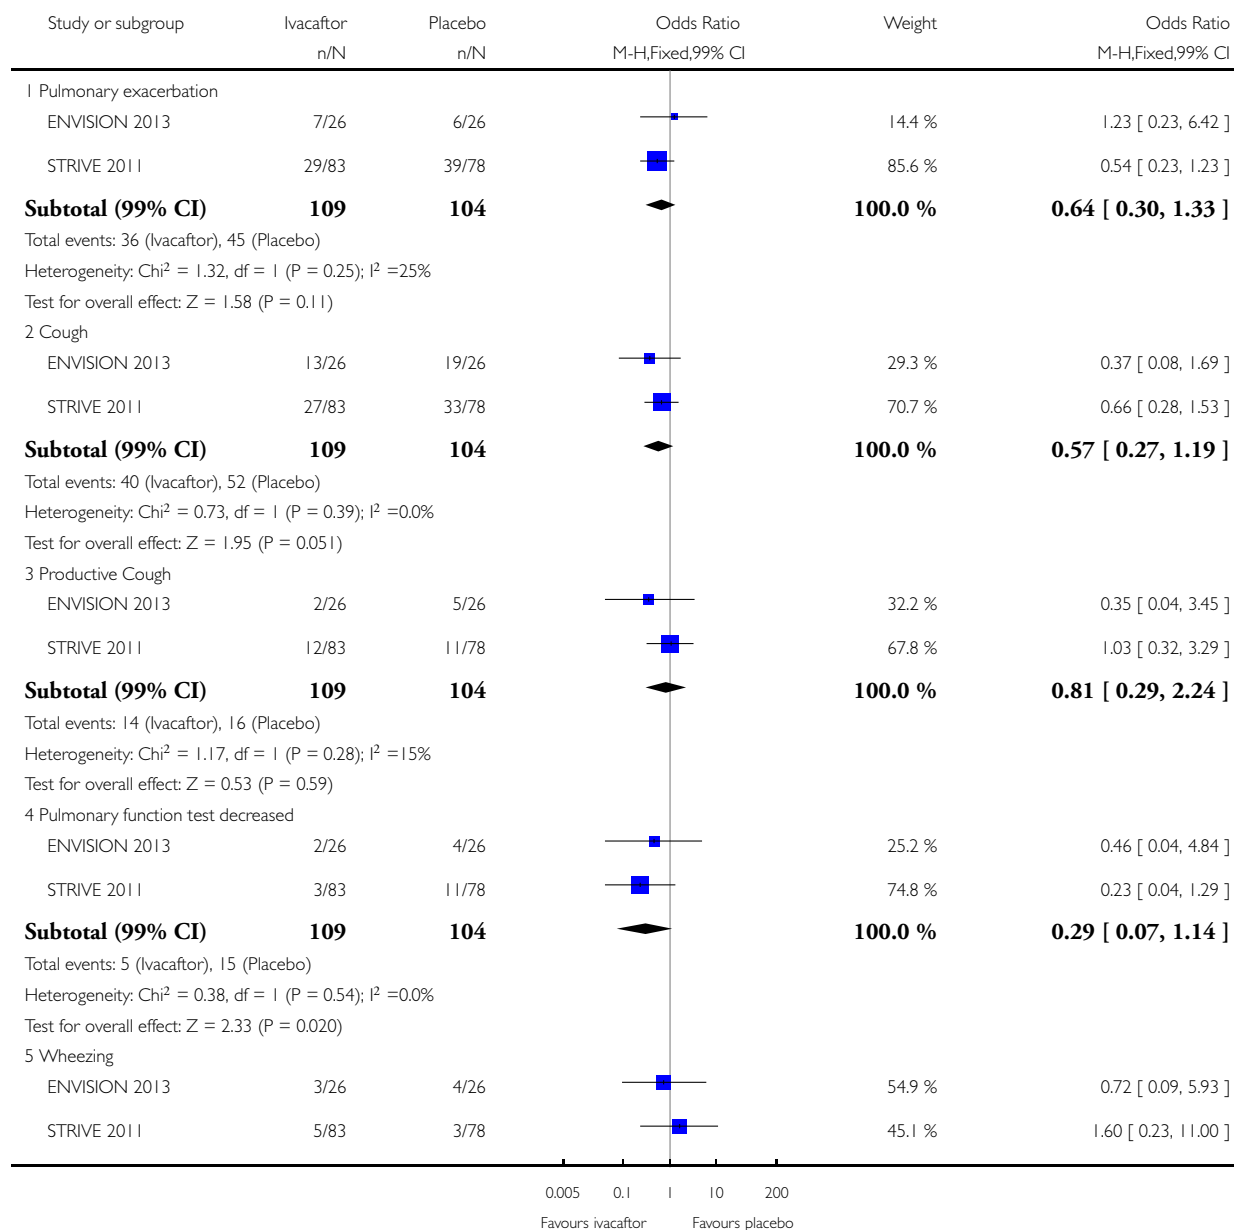 Study or subgroup Ivacaftor Placebo Odds Ratio Weight Odds Ratio
n/N n/N M-H,Fixed,99% CI M-H,Fixed,99% CI
1 Pulmonary exacerbation
ENVISION 2013 7/26 6/26 14.4 % 1.23 [ 0.23, 6.42 ]
STRIVE 2011 29/83 39/78 85.6 % 0.54 [ 0.23, 1.23 ]
Subtotal (99% CI) 109 104 100.0 % 0.64 [ 0.30, 1.33 ]
Total events: 36 (Ivacaftor), 45 (Placebo)
Heterogeneity: Chi² = 1.32, df = 1 (P = 0.25); I² =25%
Test for overall effect: Z = 1.58 (P = 0.11)
2 Cough
ENVISION 2013 13/26 19/26 29.3 % 0.37 [ 0.08, 1.69 ]
STRIVE 2011 27/83 33/78 70.7 % 0.66 [ 0.28, 1.53 ]
Subtotal (99% CI) 109 104 100.0 % 0.57 [ 0.27, 1.19 ]
Total events: 40 (Ivacaftor), 52 (Placebo)
Heterogeneity: Chi² = 0.73, df = 1 (P = 0.39); I² =0.0%
Test for overall effect: Z = 1.95 (P = 0.051)
3 Productive Cough
ENVISION 2013 2/26 5/26 32.2 % 0.35 [ 0.04, 3.45 ]
STRIVE 2011 12/83 11/78 67.8 % 1.03 [ 0.32, 3.29 ]
Subtotal (99% CI) 109 104 100.0 % 0.81 [ 0.29, 2.24 ]
Total events: 14 (Ivacaftor), 16 (Placebo)
Heterogeneity: Chi² = 1.17, df = 1 (P = 0.28); I² =15%
Test for overall effect: Z = 0.53 (P = 0.59)
4 Pulmonary function test decreased
ENVISION 2013 2/26 4/26 25.2 % 0.46 [ 0.04, 4.84 ]
STRIVE 2011 3/83 11/78 74.8 % 0.23 [ 0.04, 1.29 ]
Subtotal (99% CI) 109 104 100.0 % 0.29 [ 0.07, 1.14 ]
Total events: 5 (Ivacaftor), 15 (Placebo)
Heterogeneity: Chi² = 0.38, df = 1 (P = 0.54); I² =0.0%
Test for overall effect: Z = 2.33 (P = 0.020)
5 Wheezing
ENVISION 2013 3/26 4/26 54.9 % 0.72 [ 0.09, 5.93 ]
STRIVE 2011 5/83 3/78 45.1 % 1.60 [ 0.23, 11.00 ]
0.005 0.1 1 10 200
Favours ivacaftor Favours placebo